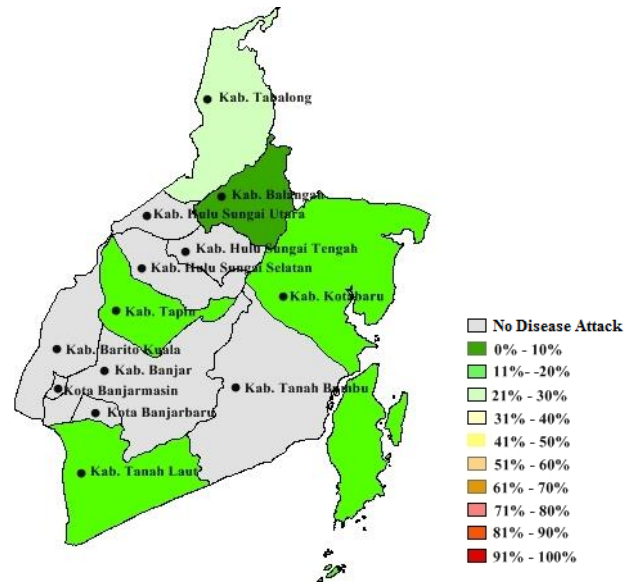 Kab. Tabalong
Kab. Balangan
Kab. Hulu Sungai Utara
Kab. Hulu Sungai Tengah
Kab. Hulu Sungai Selatan
Kab. Kotabaru
Kab. Tapin
Kab. Barito Kuala
Kab. Banjar
Kota Banjarmasin
Kab. Tanah Bumbu
Kota Banjarbaru
Kab. Tanah Laut
No Disease Attack
0% - 10%
11%- -20%
21% - 30%
31% - 40%
41% - 50%
51% - 60%
61% - 70%
71% - 80%
81% - 90%
91% - 100%